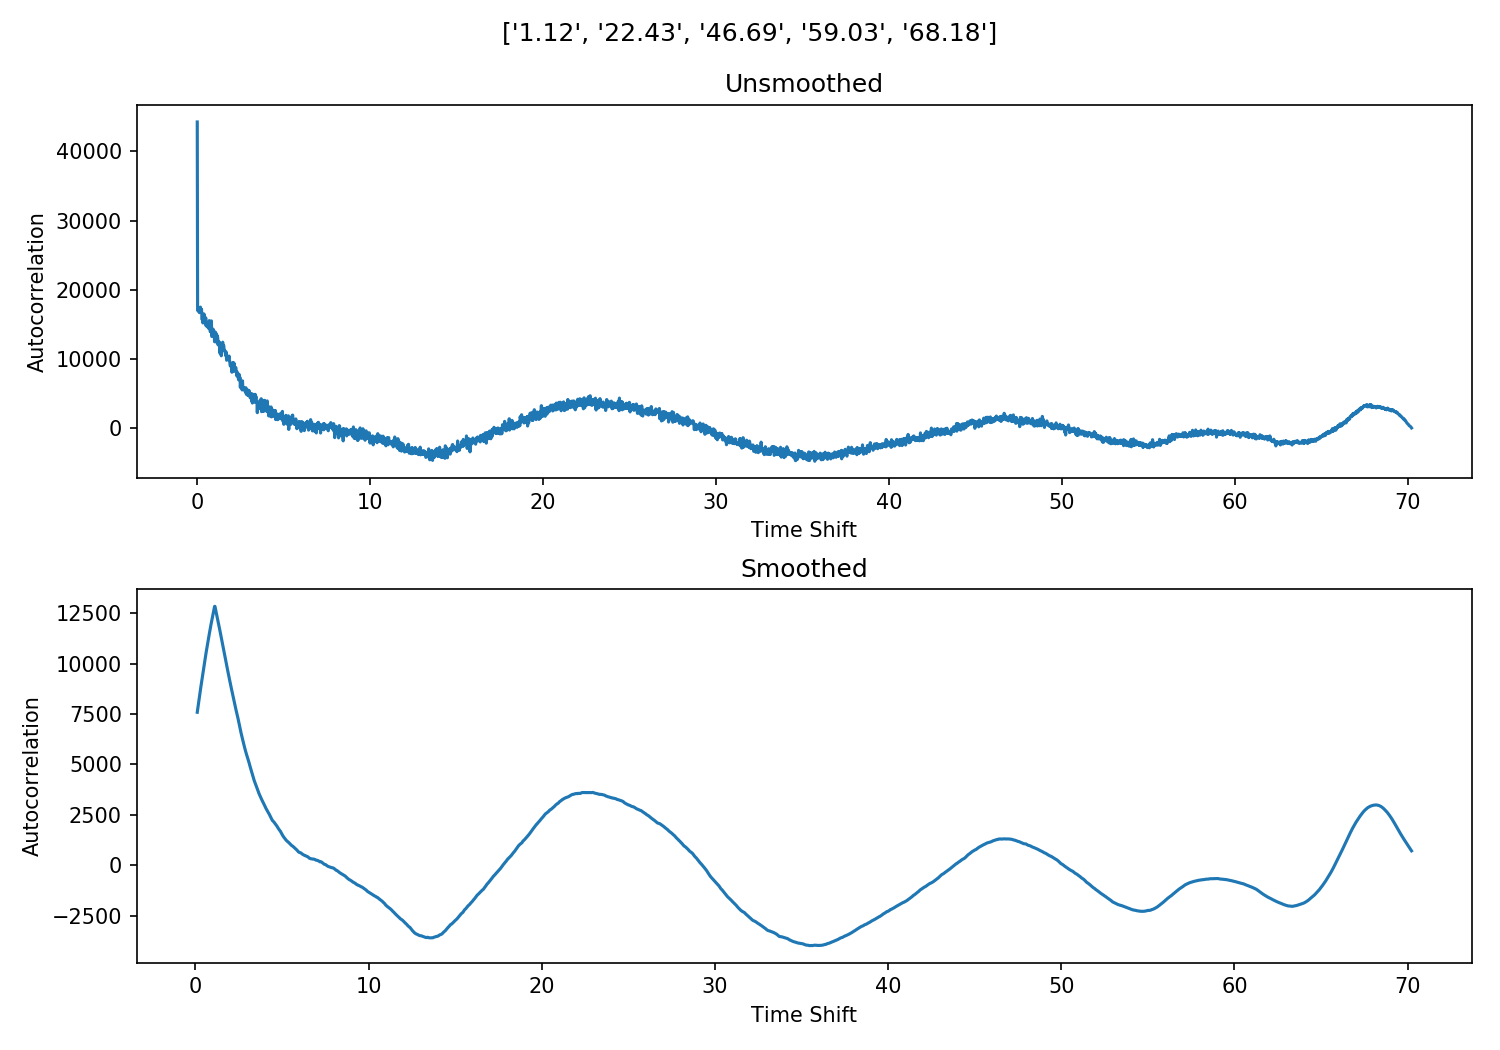 ['1.12', '22.43', '46.69', '59.03', '68.18']
Unsmoothed
Autocorrelation
40000
30000
20000
10000
0
0 10 20 30 40 50 60 70
Time Shift
Smoothed
Autocorrelation
12500
10000
7500
5000
2500
0
−2500
0 10 20 30 40 50 60 70
Time Shift